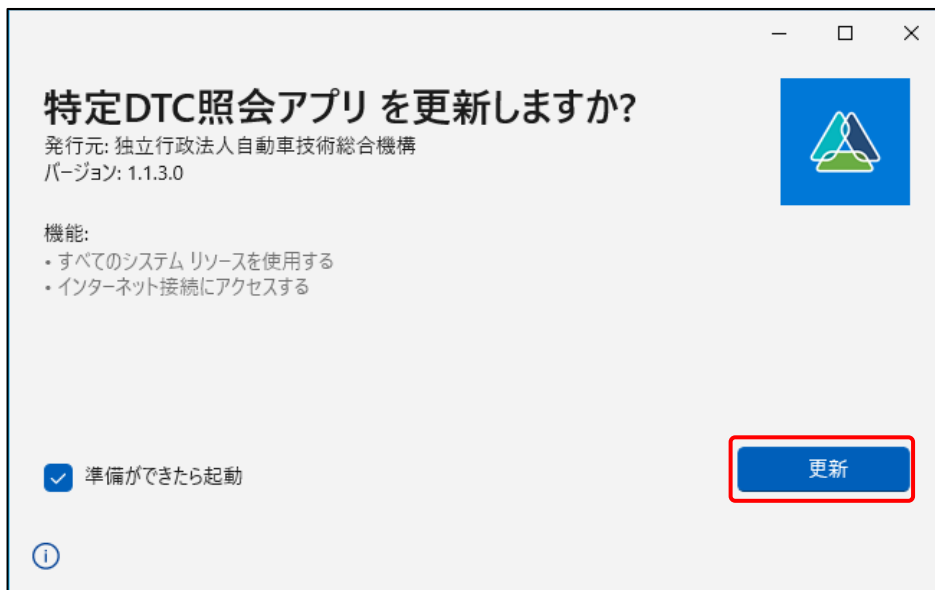 特定DTC照会アプリ を更新しますか?
発行元: 独立行政法人自動車技術総合機構
バージョン: 1.1.3.0
機能:
• すべてのシステム リソースを使用する
• インターネット接続にアクセスする
準備ができたら起動
更新